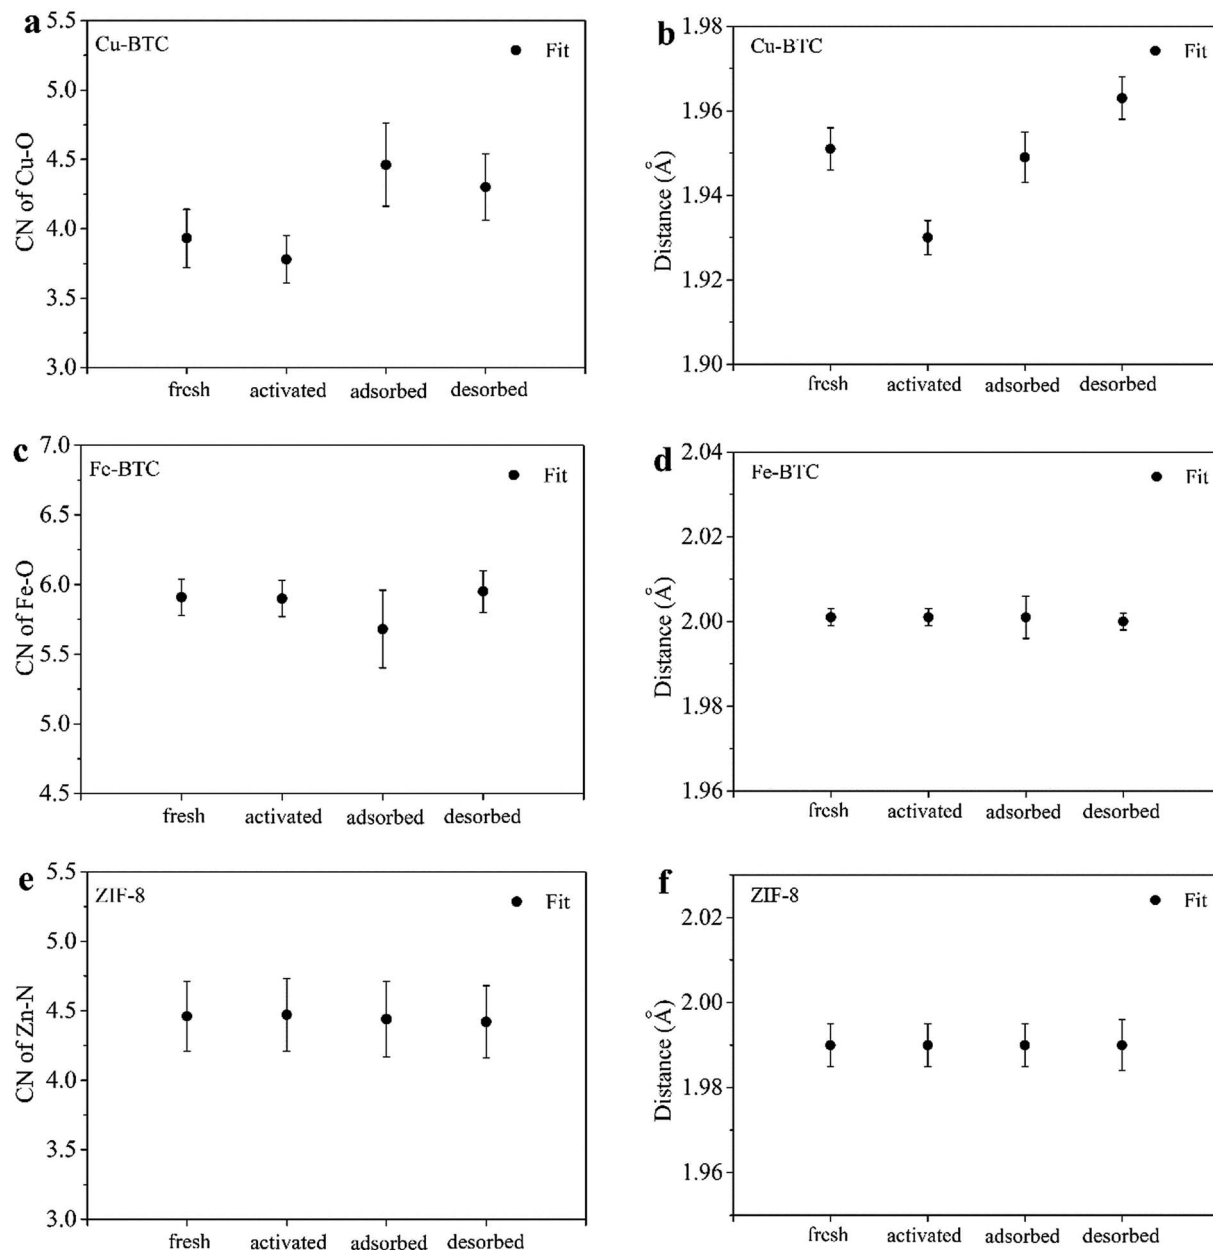 a
5.5
Cu-BTC
Fit
5.0
4.5
4.0
3.5
3.0
CN of Cu-O
fresh activated adsorbed desorbed
b
1.98
Cu-BTC
Fit
1.96
1.94
1.92
1.90
Distance (Å)
fresh activated adsorbed desorbed
c
7.0
Fe-BTC
Fit
6.5
6.0
5.5
5.0
4.5
CN of Fe-O
fresh activated adsorbed desorbed
d
2.04
Fe-BTC
Fit
2.02
2.00
1.98
1.96
Distance (Å)
fresh activated adsorbed desorbed
e
5.5
ZIF-8
Fit
5.0
4.5
4.0
3.5
3.0
CN of Zn-N
fresh activated adsorbed desorbed
f
ZIF-8
Fit
2.02
2.00
1.98
1.96
Distance (Å)
fresh activated adsorbed desorbed